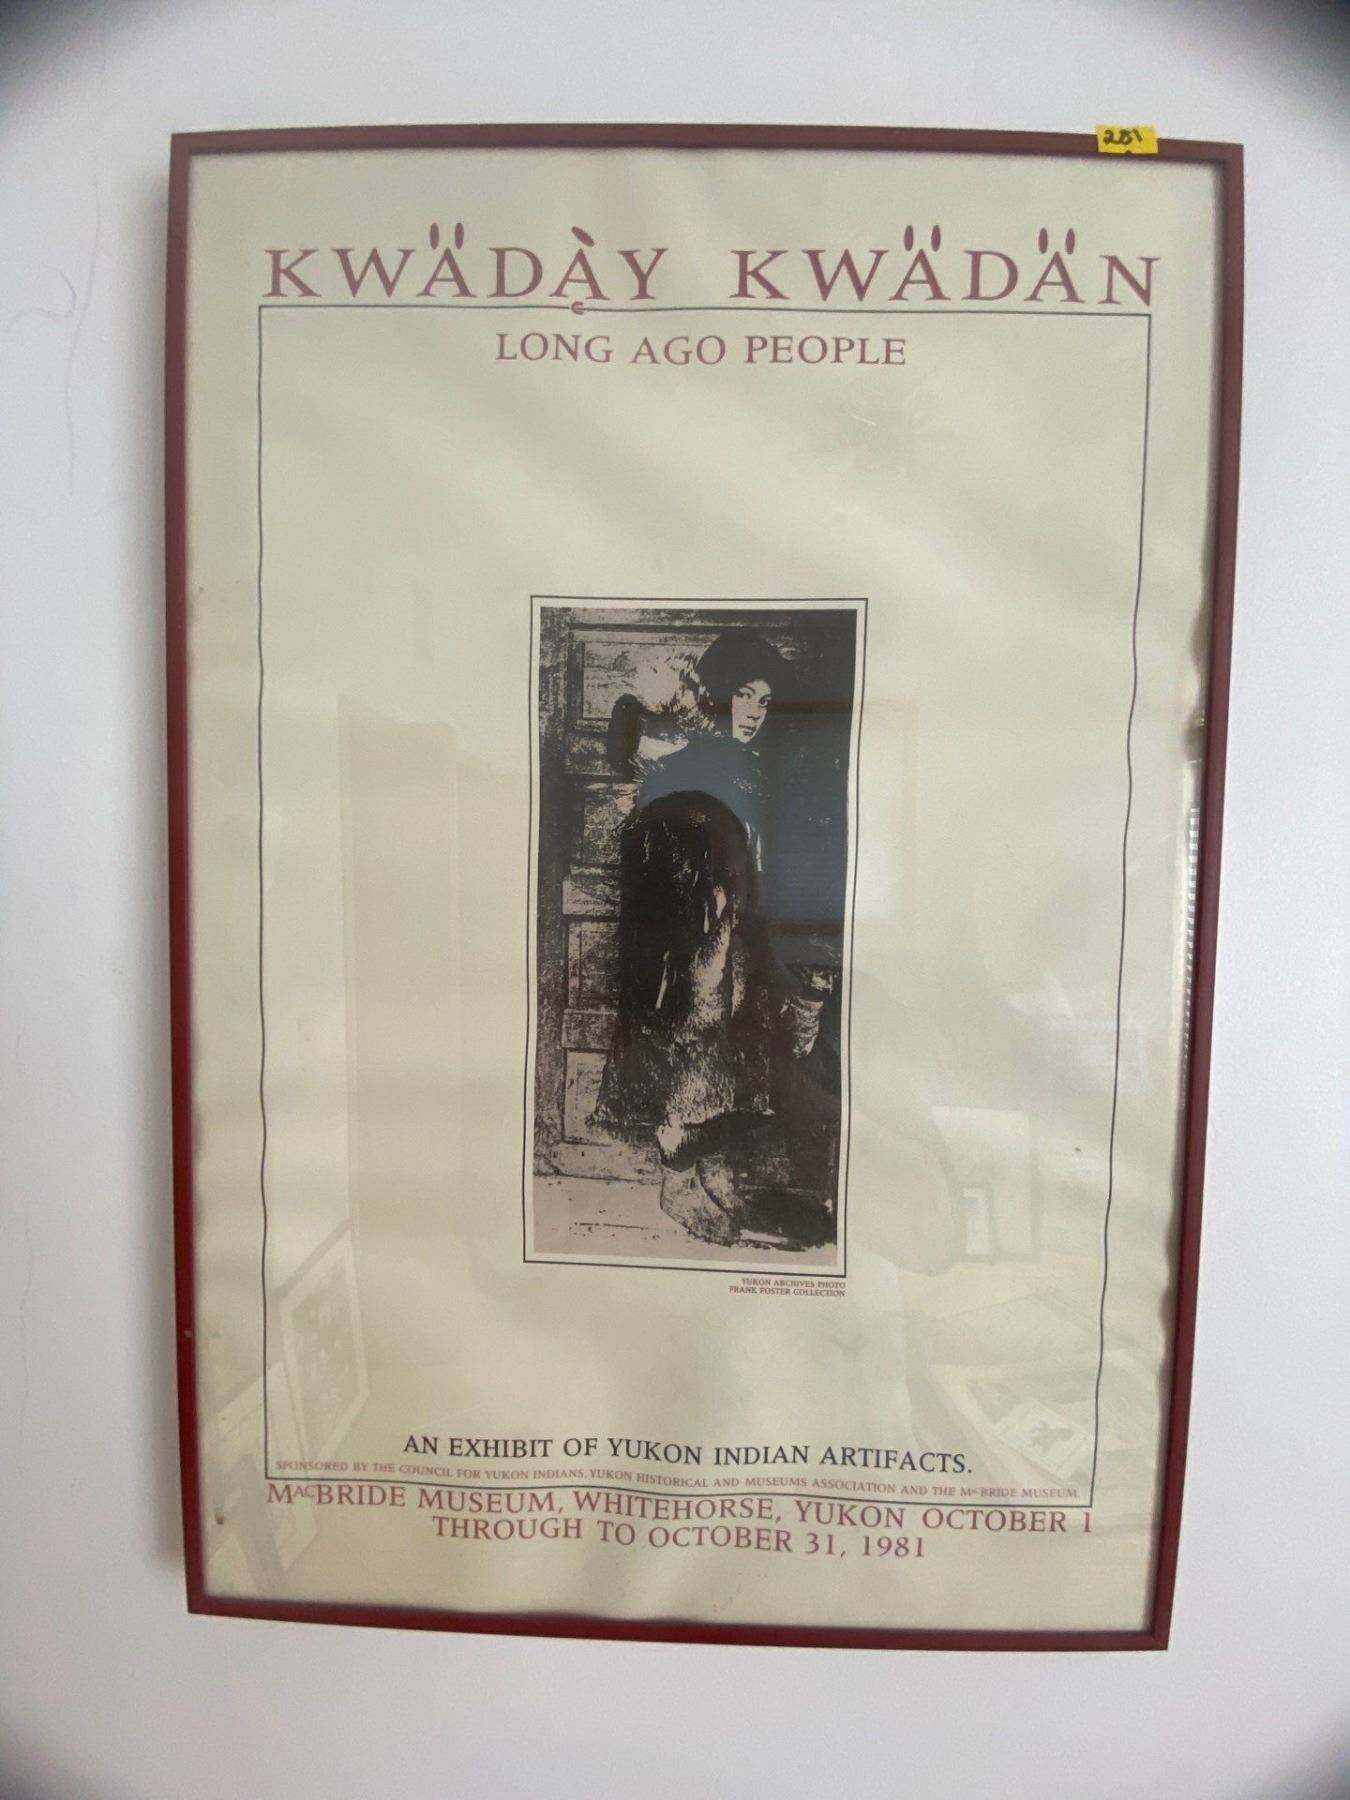 281
KWÄDĄ̀Y KWÄDÄN
LONG AGO PEOPLE
YUKON ARCHIVES PHOTO
FRANK FOSTER COLLECTION
AN EXHIBIT OF YUKON INDIAN ARTIFACTS.
SPONSORED BY THE COUNCIL FOR YUKON INDIANS, YUKON HISTORICAL AND MUSEUMS ASSOCIATION AND THE McBRIDE MUSEUM.
MACBRIDE MUSEUM, WHITEHORSE, YUKON OCTOBER 1
THROUGH TO OCTOBER 31, 1981